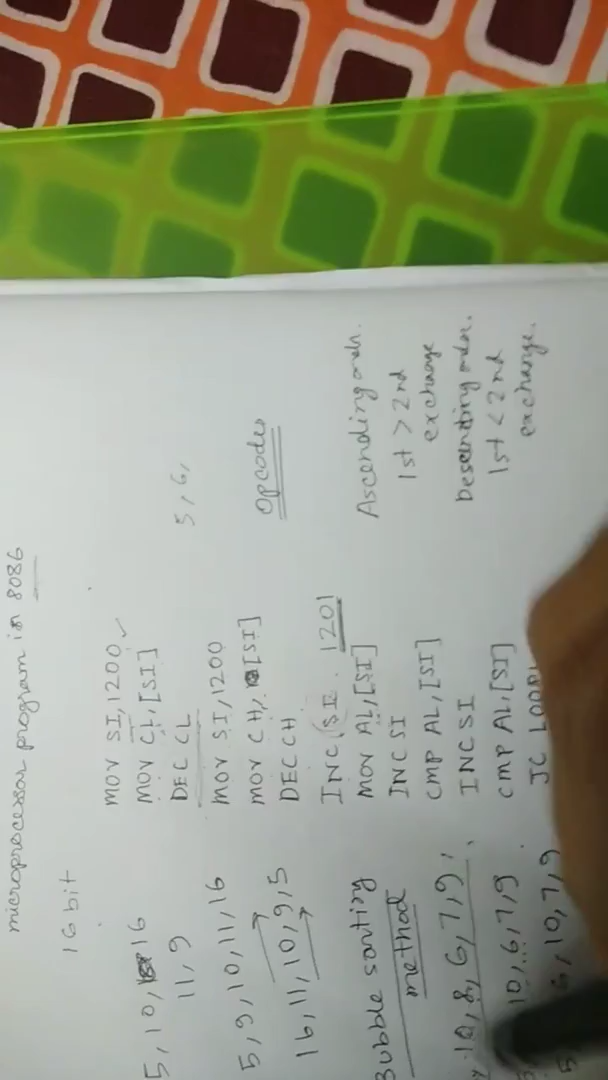 microprocessor program in 8086
16 bit
5, 10, 16
11, 9
5, 9, 10, 11, 16
16, 11, 10, 9, 5
Bubble sorting
method
10, 8, 6, 7, 9,
10, 6, 7, 9
10, 7, 9
MOV SI, 1200 ✓
MOV CL, [SI]
DEC CL
MOV SI, 1200
MOV CH, [SI]
DEC CH
INC SI 1201
MOV AL, [SI]
INC SI
CMP AL, [SI]
INC SI
CMP AL, [SI]
JC
5, 6,
Opcodes
Ascending
1st > 2nd
exchange
Descending order.
1st < 2nd
exchange.